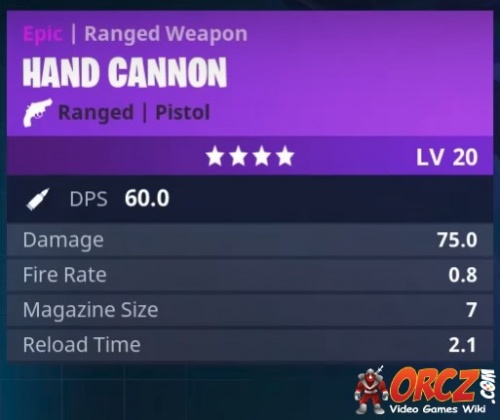 Epic | Ranged Weapon
HAND CANNON
Ranged | Pistol
LV 20
DPS 60.0
Damage 75.0
Fire Rate 0.8
Magazine Size 7
Reload Time 2.1
ORCZ.COM
Video Games Wiki